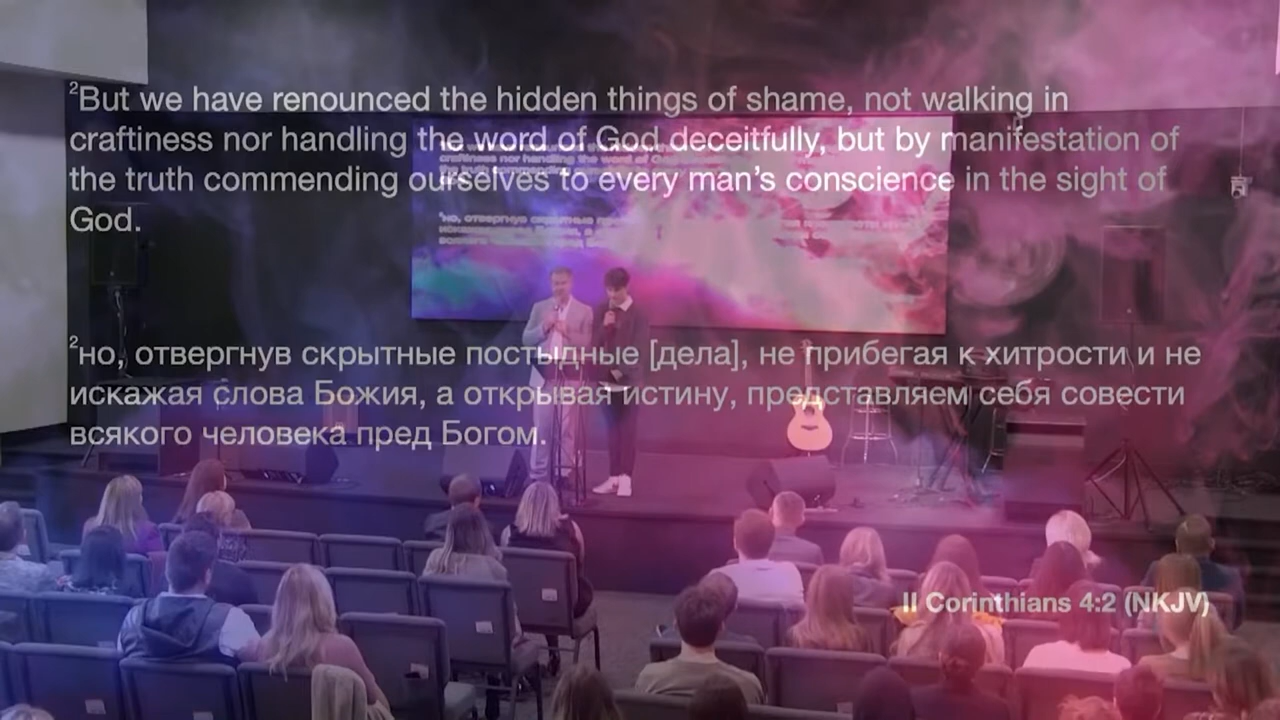 ²But we have renounced the hidden things of shame, not walking in
craftiness nor handling the word of God deceitfully, but by manifestation of
the truth commending ourselves to every man’s conscience in the sight of
God.
²но, отвергнув скрытные постыдные [дела], не прибегая к хитрости и не
искажая слова Божия, а открывая истину, представляем себя совести
всякого человека пред Богом.
II Corinthians 4:2 (NKJV)